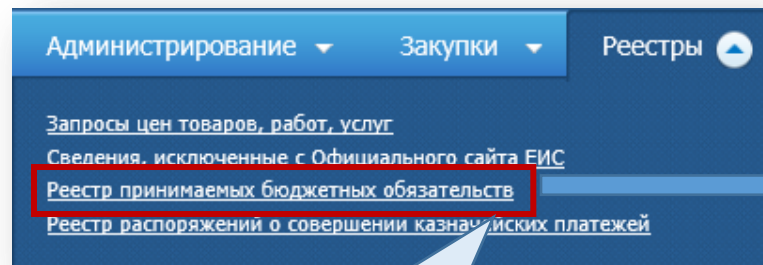 Администрирование Закупки Реестры
Запросы цен товаров, работ, услуг
Сведения, исключенные с Официального сайта ЕИС
Реестр принимаемых бюджетных обязательств
Реестр распоряжений о совершении казначейских платежей